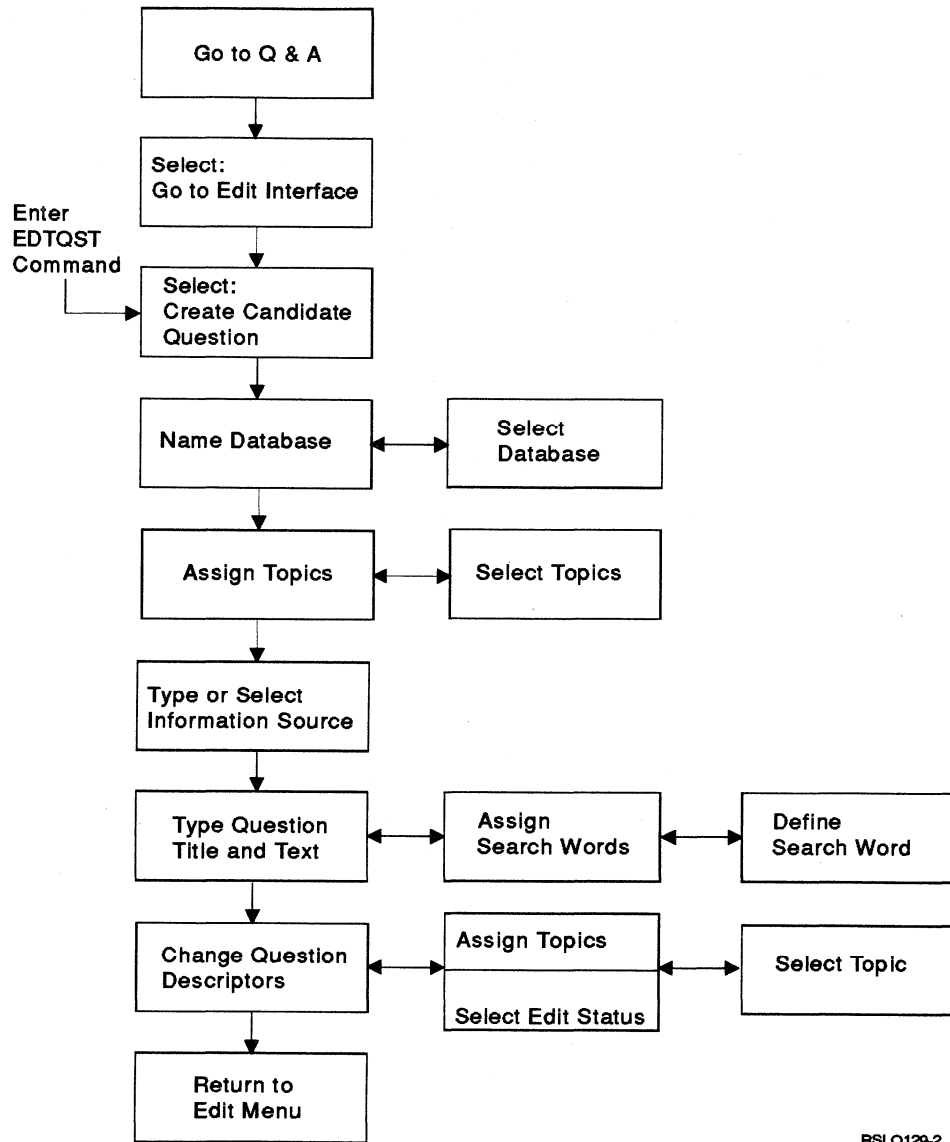 Go to Q & A
Select:
Go to Edit Interface
Enter
EDTQST
Command
Select:
Create Candidate
Question
Name Database
Select
Database
Assign Topics
Select Topics
Type or Select
Information Source
Type Question
Title and Text
Assign
Search Words
Define
Search Word
Change Question
Descriptors
Assign Topics
Select Edit Status
Select Topic
Return to
Edit Menu
RSLQ129-2